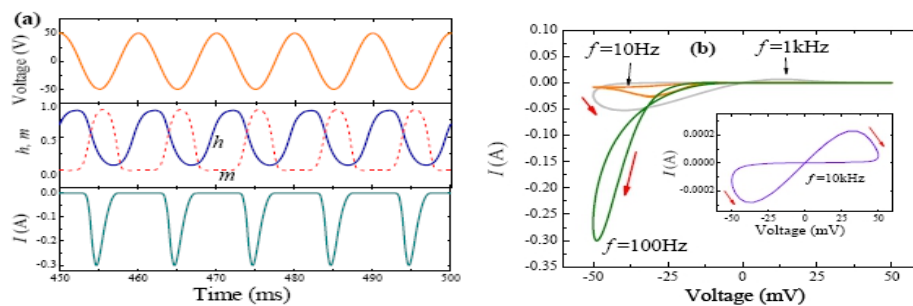 (a)
Voltage (V)
50
0
-50
h, m
1.0
0.0
h
m
I (A)
0.0
-0.1
-0.2
-0.3
450 460 470 480 490 500
Time (ms)
(b)
I (A)
0.10
0.05
0.00
-0.05
-0.10
-0.15
-0.20
-0.25
-0.30
-0.35
f=10Hz
f=1kHz
f=100Hz
I (A)
0.0002
0.0000
-0.0002
f=10kHz
-50 -25 0 25 50
Voltage (mV)
-50 -25 0 25 50
Voltage (mV)